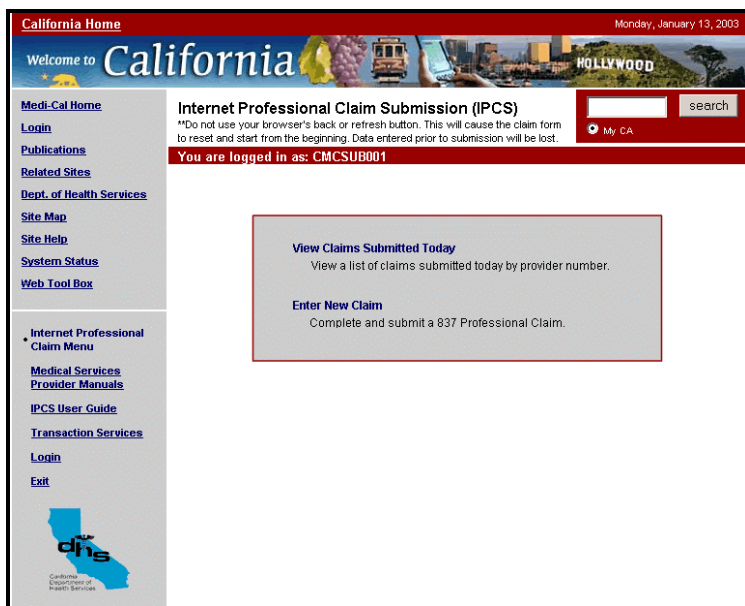 California Home
Monday, January 13, 2003
Welcome to California
HOLLYWOOD
Medi-Cal Home
Login
Publications
Related Sites
Dept. of Health Services
Site Map
Site Help
System Status
Web Tool Box
Internet Professional Claim Submission (IPCS)
**Do not use your browser's back or refresh button. This will cause the claim form
to reset and start from the beginning. Data entered prior to submission will be lost.
search
My CA
You are logged in as: CMCSUB001
View Claims Submitted Today
View a list of claims submitted today by provider number.
Enter New Claim
Complete and submit a 837 Professional Claim.
Internet Professional
Claim Menu
Medical Services
Provider Manuals
IPCS User Guide
Transaction Services
Login
Exit
dhs
California
Department of
Health Services